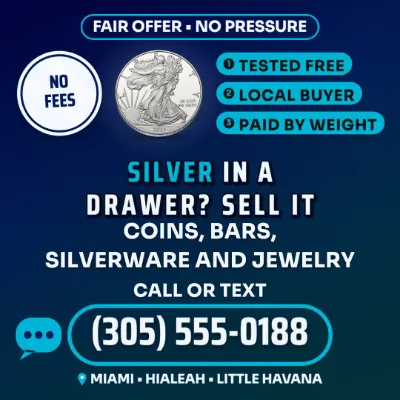 FAIR OFFER • NO PRESSURE
NO
FEES
1 TESTED FREE
2 LOCAL BUYER
3 PAID BY WEIGHT
SILVER IN A
DRAWER? SELL IT
COINS, BARS,
SILVERWARE AND JEWELRY
CALL OR TEXT
(305) 555-0188
MIAMI • HIALEAH • LITTLE HAVANA